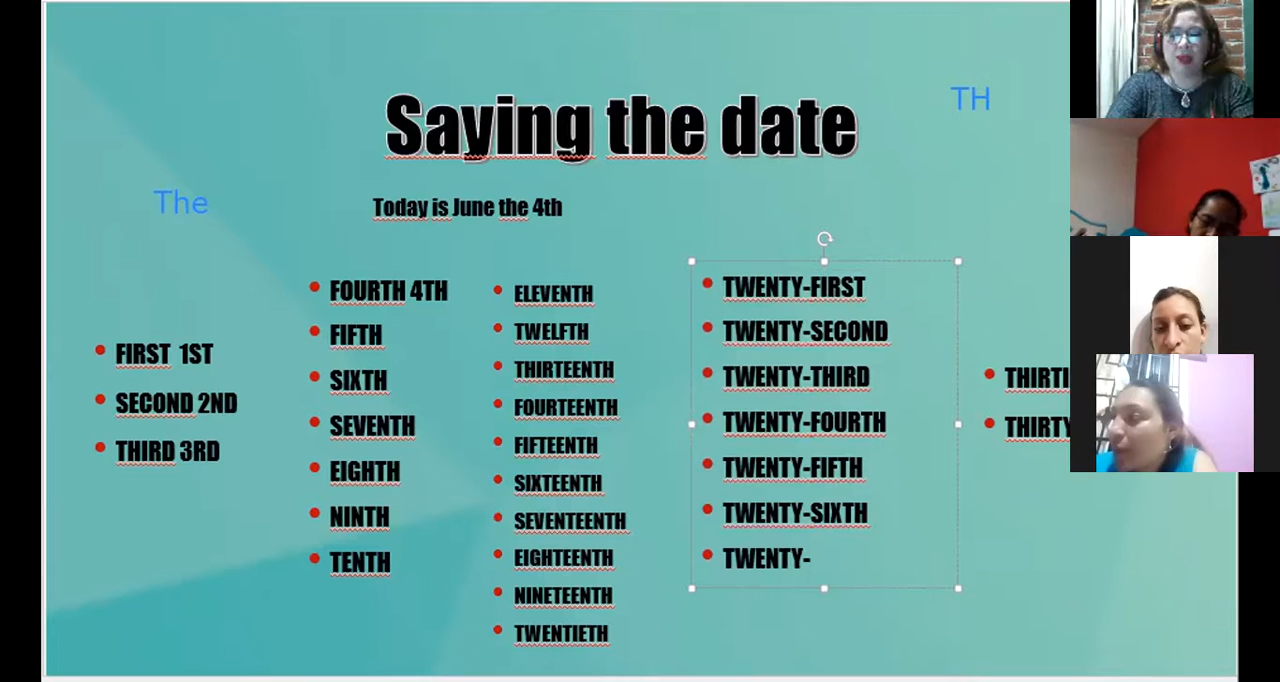 TH
Saying the date
The
Today is June the 4th
FIRST 1ST
SECOND 2ND
THIRD 3RD
FOURTH 4TH
FIFTH
SIXTH
SEVENTH
EIGHTH
NINTH
TENTH
ELEVENTH
TWELFTH
THIRTEENTH
FOURTEENTH
FIFTEENTH
SIXTEENTH
SEVENTEENTH
EIGHTEENTH
NINETEENTH
TWENTIETH
TWENTY-FIRST
TWENTY-SECOND
TWENTY-THIRD
TWENTY-FOURTH
TWENTY-FIFTH
TWENTY-SIXTH
TWENTY-
THIRTI
THIRTY